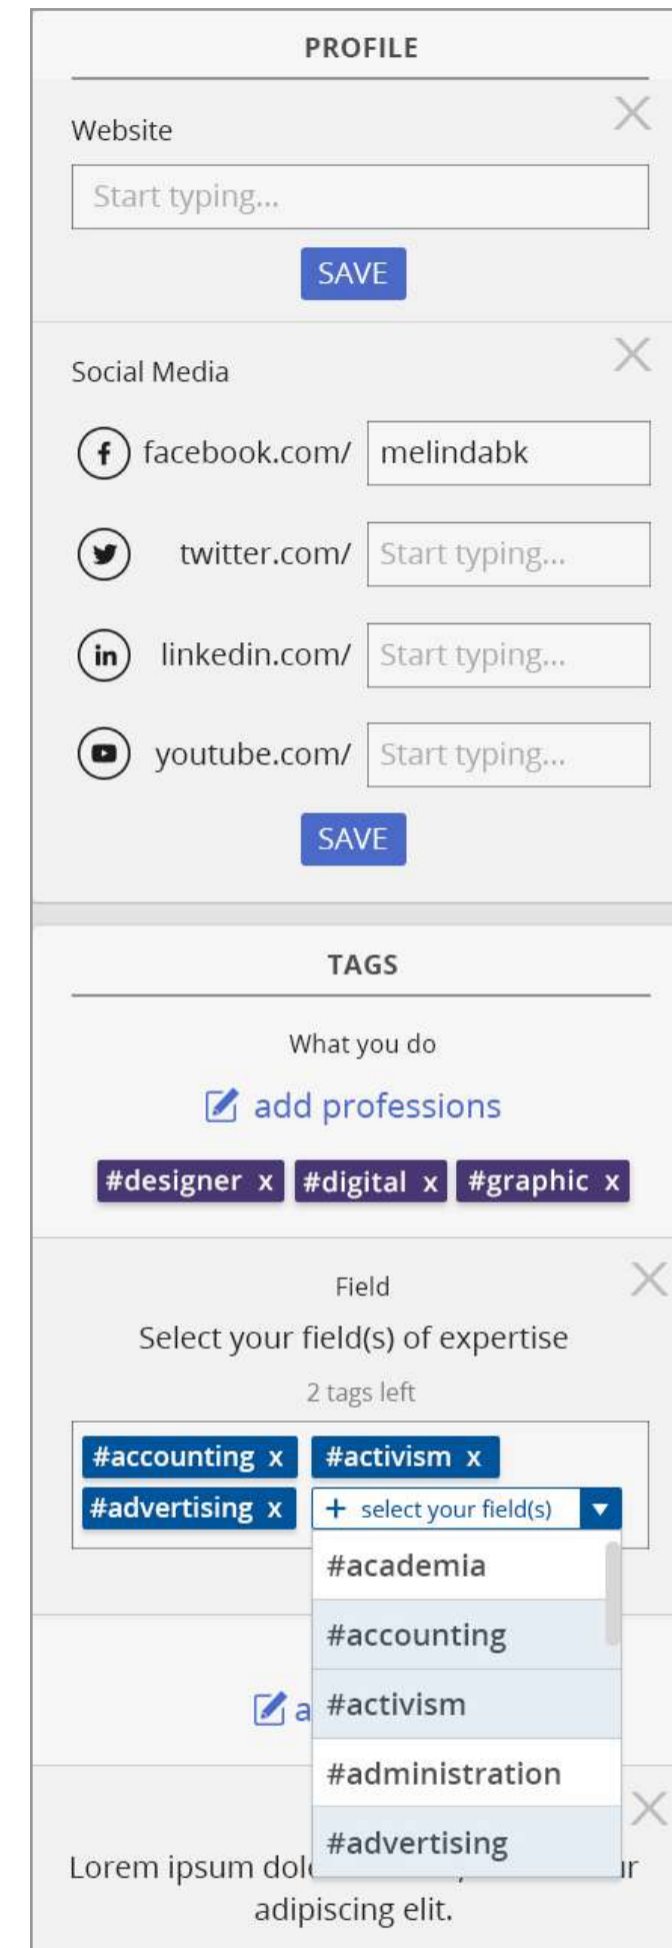 PROFILE
Website
Start typing...
SAVE
Social Media
facebook.com/ melindabk
twitter.com/ Start typing...
linkedin.com/ Start typing...
youtube.com/ Start typing...
SAVE
TAGS
What you do
add professions
#designer x #digital x #graphic x
Field
Select your field(s) of expertise
2 tags left
#accounting x #activism x
#advertising x + select your field(s)
#academia
#accounting
#activism
a
#administration
#advertising
Lorem ipsum
adipiscing elit.